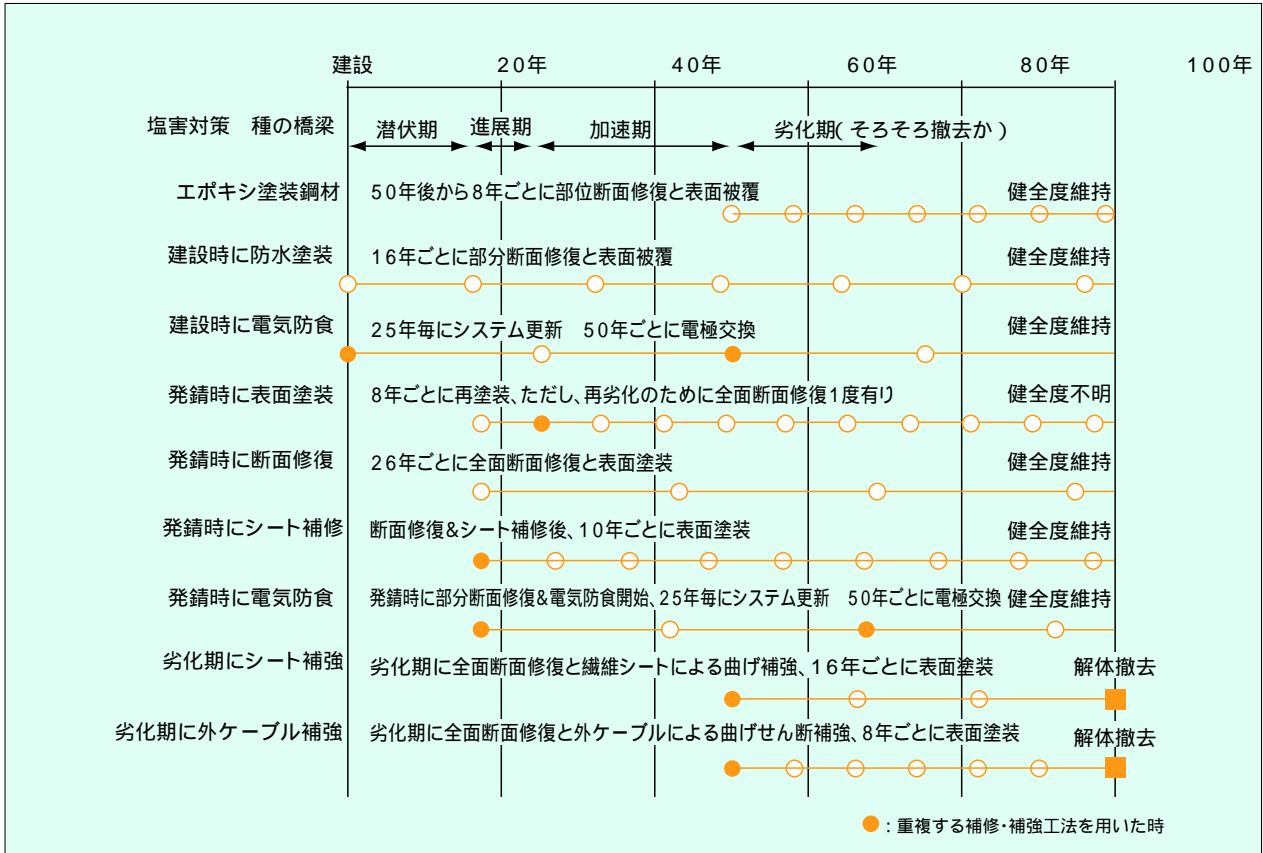 建設 20年 40年 60年 80年 100年
塩害対策 種の橋梁 潜伏期 進展期 加速期 劣化期(そろそろ撤去か)
エポキシ塗装鋼材 50年後から8年ごとに部位断面修復と表面被覆 健全度維持
建設時に防水塗装 16年ごとに部分断面修復と表面被覆 健全度維持
建設時に電気防食 25年毎にシステム更新 50年ごとに電極交換 健全度維持
発錆時に表面塗装 8年ごとに再塗装、ただし、再劣化のために全面断面修復1度有り 健全度不明
発錆時に断面修復 26年ごとに全面断面修復と表面塗装 健全度維持
発錆時にシート補修 断面修復&シート補修後、10年ごとに表面塗装 健全度維持
発錆時に電気防食 発錆時に部分断面修復&電気防食開始、25年毎にシステム更新 50年ごとに電極交換 健全度維持
劣化期にシート補強 劣化期に全面断面修復と繊維シートによる曲げ補強、16年ごとに表面塗装 解体撤去
劣化期に外ケーブル補強 劣化期に全面断面修復と外ケーブルによる曲げせん断補強、8年ごとに表面塗装 解体撤去
●:重複する補修・補強工法を用いた時